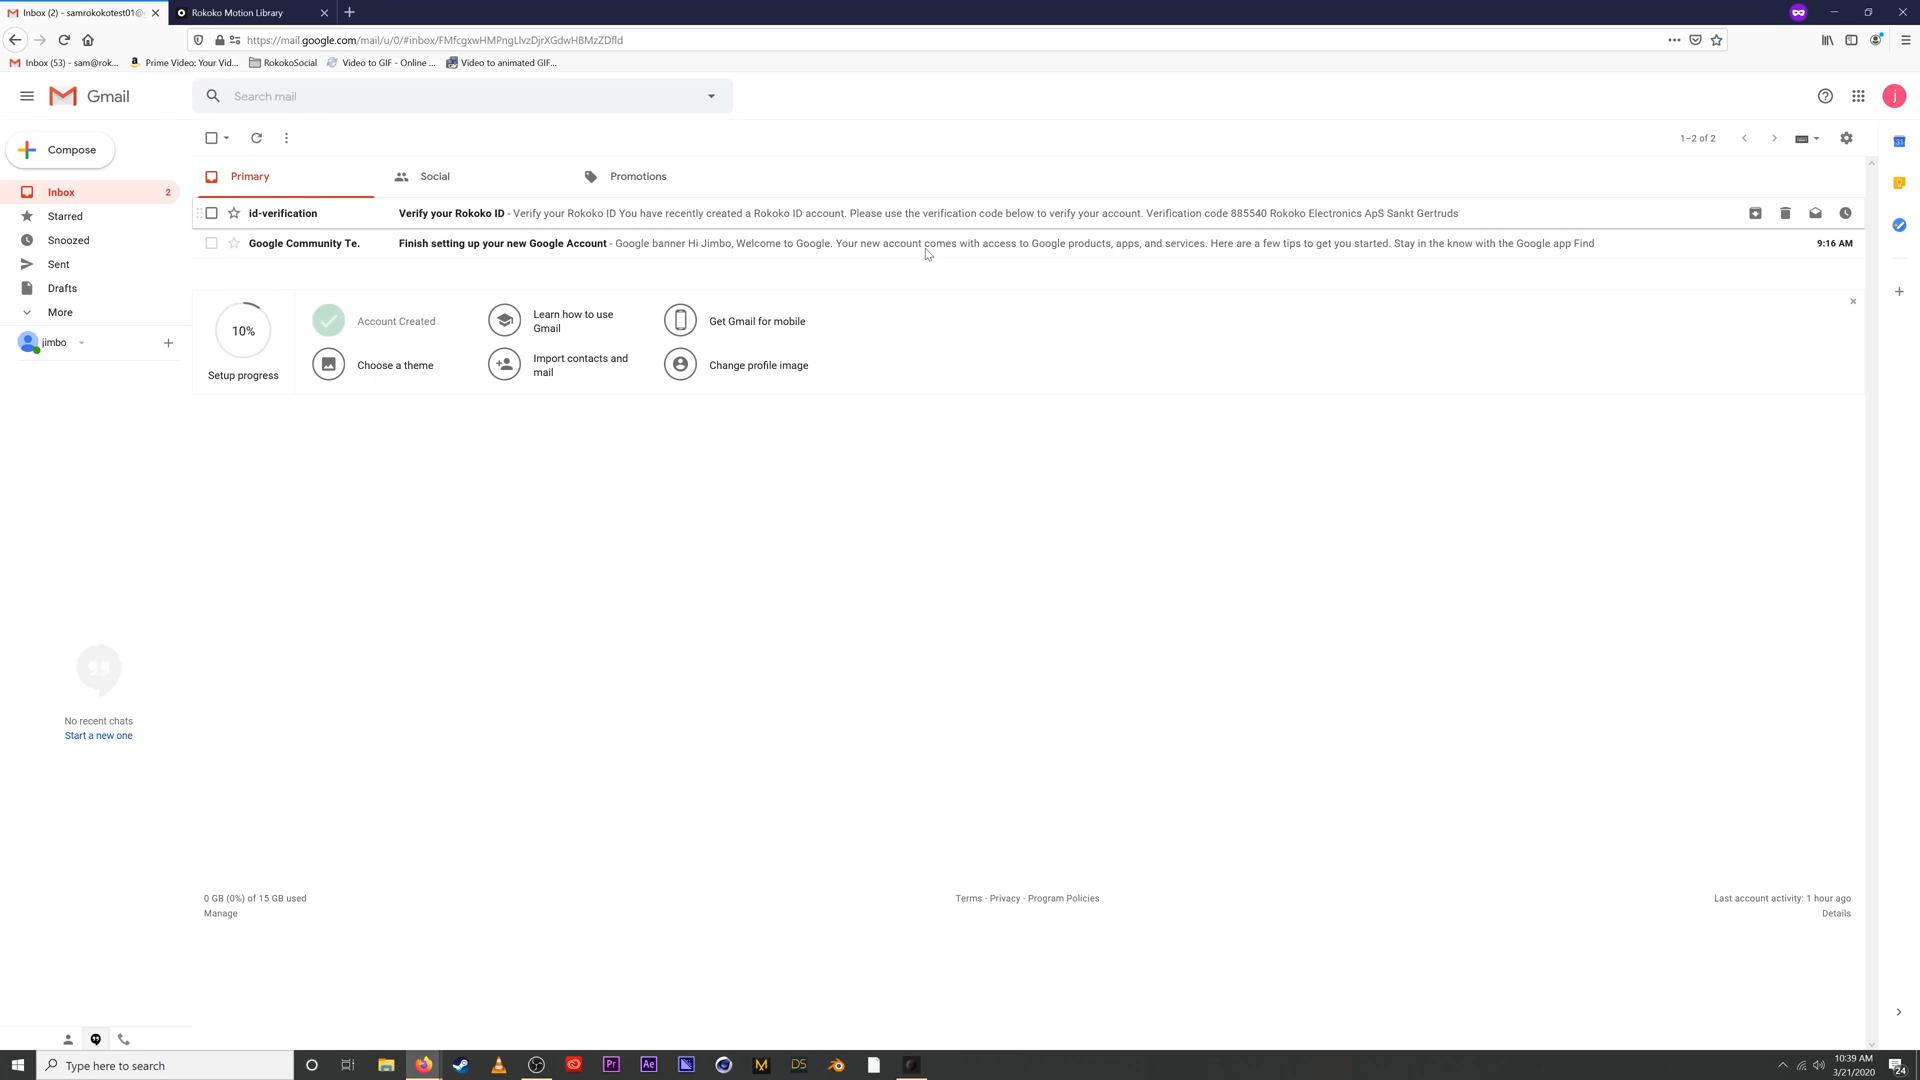 Inbox (2) - samrokokotest01@
Rokoko Motion Library
https://mail.google.com/mail/u/0/#inbox/FMfcgxwHMPngLlvzDjrXGdwHBMzZDfld
Inbox (53) - sam@rok...
Prime Video: Your Vid...
RokokoSocial
Video to GIF - Online ...
Video to animated GIF...
Gmail
Search mail
j
Compose
1–2 of 2
31
Primary
Social
Promotions
Inbox 2
Starred
Snoozed
Sent
Drafts
More
jimbo
id-verification Verify your Rokoko ID - Verify your Rokoko ID You have recently created a Rokoko ID account. Please use the verification code below to verify your account. Verification code 885540 Rokoko Electronics ApS Sankt Gertruds
Google Community Te. Finish setting up your new Google Account - Google banner Hi Jimbo, Welcome to Google. Your new account comes with access to Google products, apps, and services. Here are a few tips to get you started. Stay in the know with the Google app Find 9:16 AM
10%
Setup progress
Account Created
Learn how to use
Gmail
Get Gmail for mobile
Choose a theme
Import contacts and
mail
Change profile image
No recent chats
Start a new one
0 GB (0%) of 15 GB used
Manage
Terms · Privacy · Program Policies
Last account activity: 1 hour ago
Details
Type here to search
Pr
Ae
M
DS
10:39 AM
3/21/2020
24